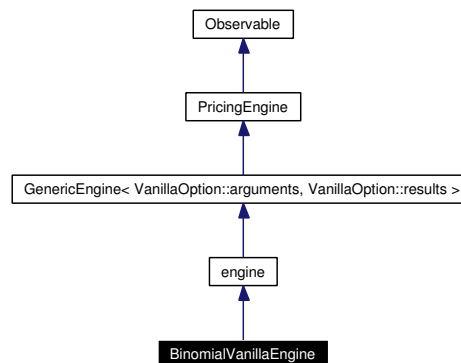 Observable
PricingEngine
GenericEngine< VanillaOption::arguments, VanillaOption::results >
engine
BinomialVanillaEngine